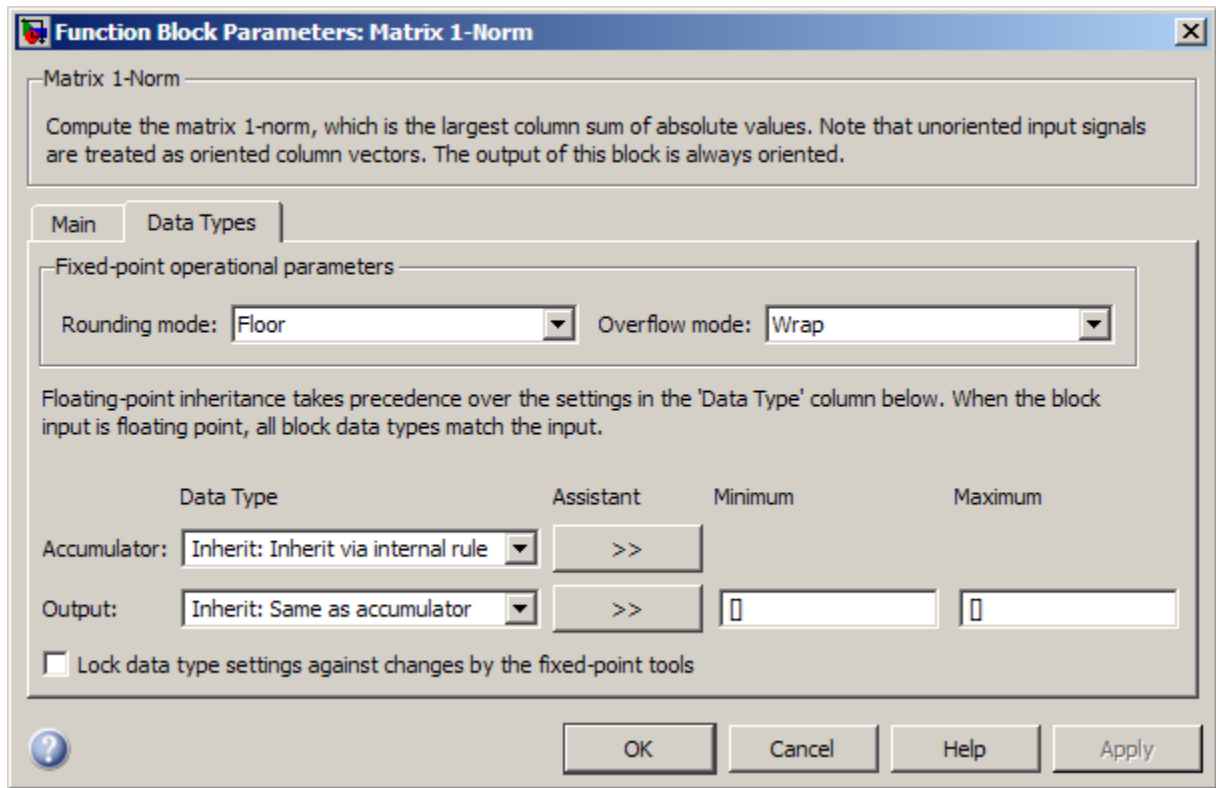 Function Block Parameters: Matrix 1-Norm
Matrix 1-Norm
Compute the matrix 1-norm, which is the largest column sum of absolute values. Note that unoriented input signals
are treated as oriented column vectors. The output of this block is always oriented.
Main Data Types
Fixed-point operational parameters
Rounding mode: Floor Overflow mode: Wrap
Floating-point inheritance takes precedence over the settings in the 'Data Type' column below. When the block
input is floating point, all block data types match the input.
Data Type Assistant Minimum Maximum
Accumulator: Inherit: Inherit via internal rule >>
Output: Inherit: Same as accumulator >> [] []
Lock data type settings against changes by the fixed-point tools
? OK Cancel Help Apply